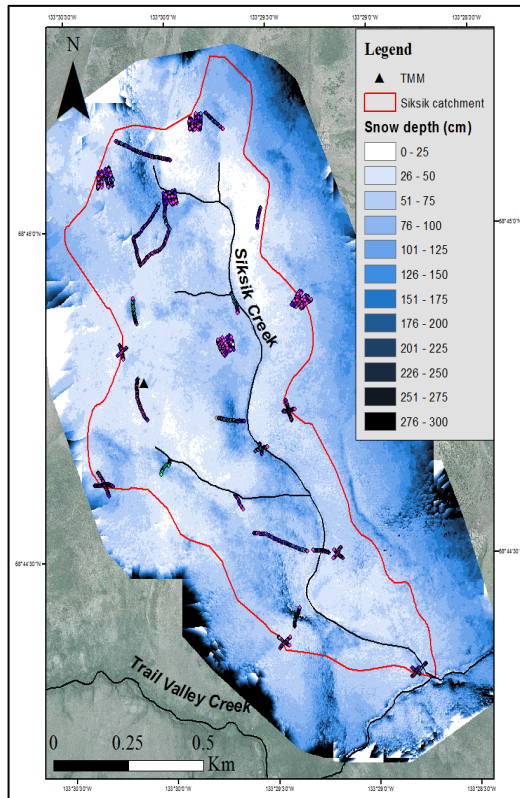 133°30'30"W 133°30'0"W 133°29'30"W 133°29'0"W 133°28'30"W
N
Legend
TMM
Siksik catchment
Snow depth (cm)
0 - 25
26 - 50
51 - 75
76 - 100
101 - 125
126 - 150
151 - 175
176 - 200
201 - 225
226 - 250
251 - 275
276 - 300
68°45'0"N 68°45'0"N
Siksik Creek
68°44'30"N 68°44'30"N
Trail Valley Creek
0 0.25 0.5
Km
133°30'30"W 133°30'0"W 133°29'30"W 133°29'0"W 133°28'30"W